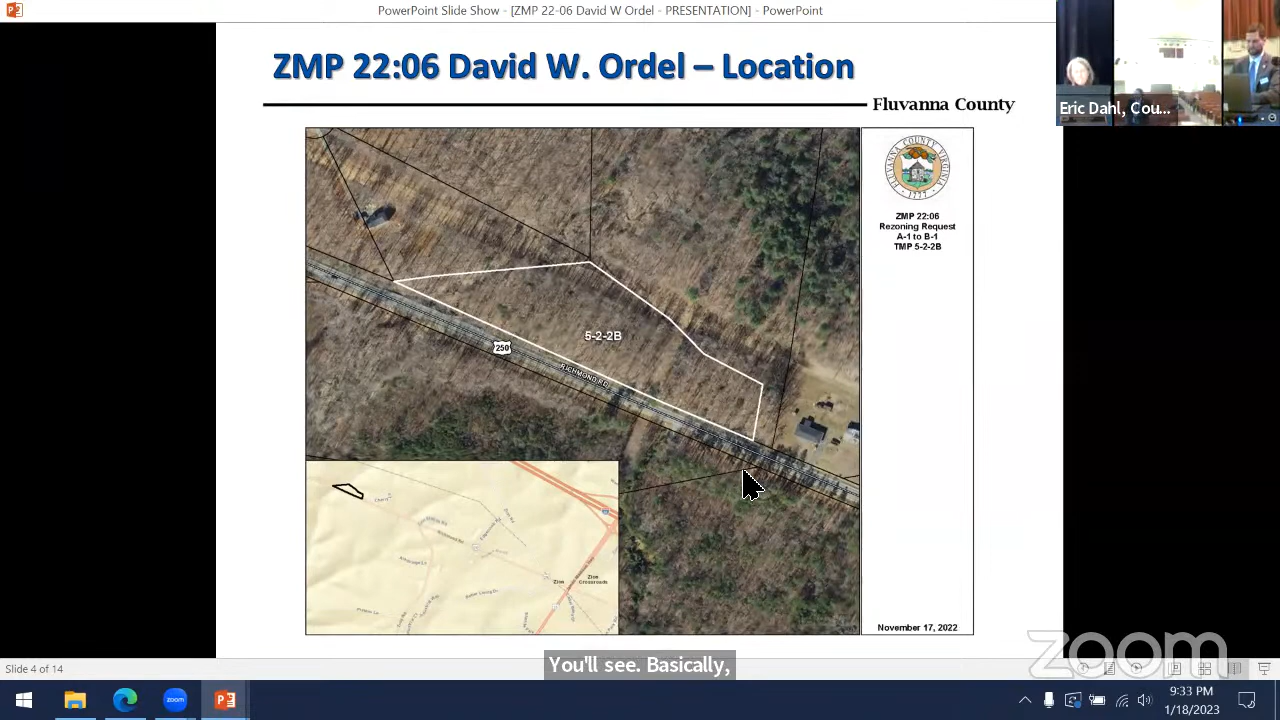 PowerPoint Slide Show - [ZMP 22-06 David W Ordel - PRESENTATION] - PowerPoint
Eric Dahl, Cou...
ZMP 22:06 David W. Ordel – Location
Fluvanna County
ZMP 22:06
Rezoning Request
A-1 to B-1
TMP 5-2-2B
5-2-2B
250
RICHMOND RD
Zion
Zion
Crossroads
November 17, 2022
zoom
You'll see. Basically,
Slide 4 of 14
zoom
9:33 PM
1/18/2023